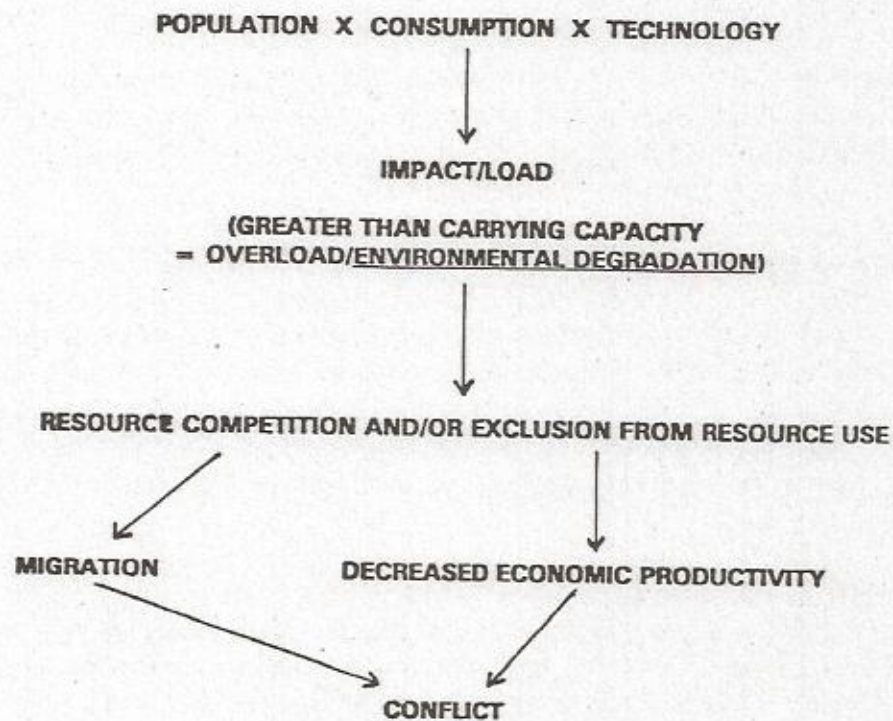 POPULATION X CONSUMPTION X TECHNOLOGY
IMPACT/LOAD
(GREATER THAN CARRYING CAPACITY
= OVERLOAD/ENVIRONMENTAL DEGRADATION)
RESOURCE COMPETITION AND/OR EXCLUSION FROM RESOURCE USE
MIGRATION
DECREASED ECONOMIC PRODUCTIVITY
CONFLICT